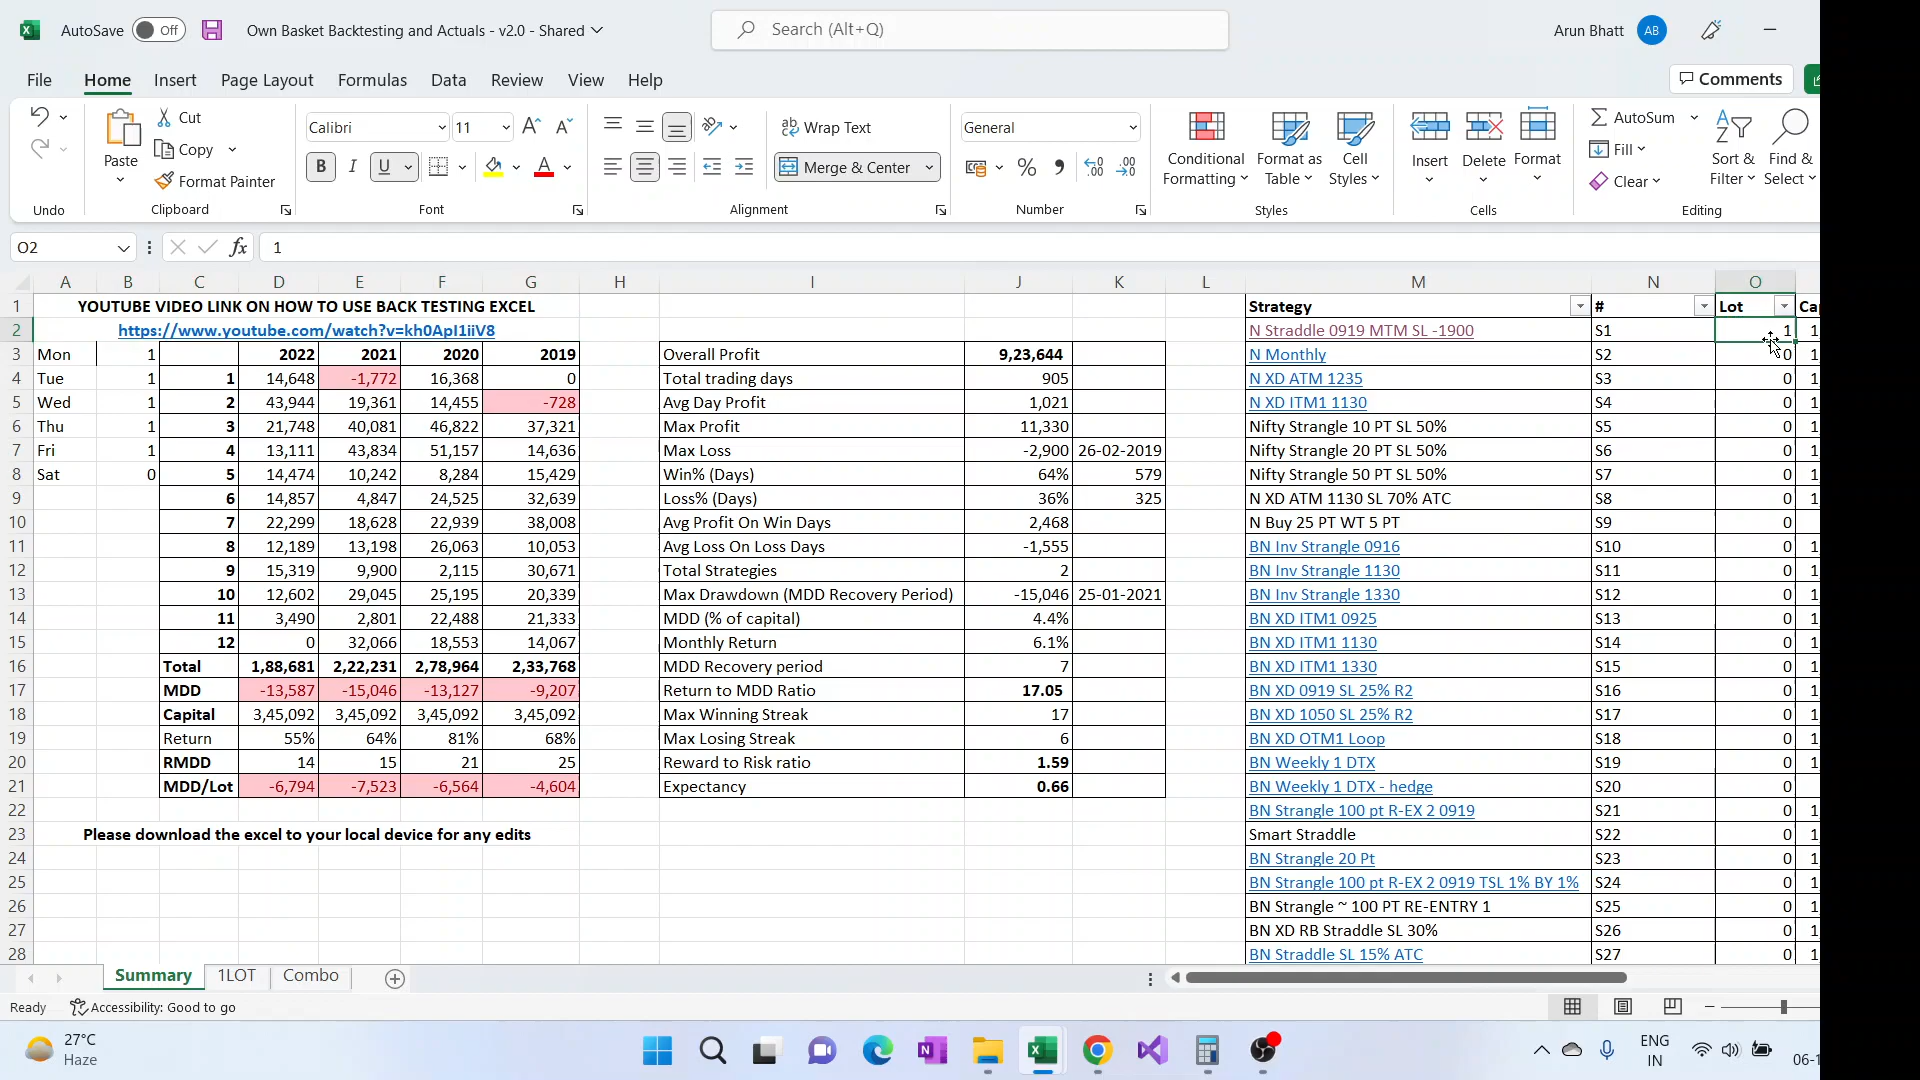 AutoSave Off Own Basket Backtesting and Actuals - v2.0 - Shared Search (Alt+Q) Arun Bhatt AB
File Home Insert Page Layout Formulas Data Review View Help Comments
Cut
Copy
Format Painter
Paste
Calibri 11
B I U
Wrap Text
Merge & Center
General
Conditional Formatting
Format as Table
Cell Styles
Insert Delete Format
AutoSum
Fill
Clear
Sort & Filter
Find & Select
Undo Clipboard Font Alignment Number Styles Cells Editing
O2 fx 1
A B C D E F G H I J K L M N O
1 YOUTUBE VIDEO LINK ON HOW TO USE BACK TESTING EXCEL Strategy # Lot Ca
2 https://www.youtube.com/watch?v=kh0ApI1iiV8 N Straddle 0919 MTM SL -1900 S1 1 1
3 Mon 1 2022 2021 2020 2019 Overall Profit 9,23,644 N Monthly S2 0 1
4 Tue 1 1 14,648 -1,772 16,368 0 Total trading days 905 N XD ATM 1235 S3 0 1
5 Wed 1 2 43,944 19,361 14,455 -728 Avg Day Profit 1,021 N XD ITM1 1130 S4 0 1
6 Thu 1 3 21,748 40,081 46,822 37,321 Max Profit 11,330 Nifty Strangle 10 PT SL 50% S5 0 1
7 Fri 1 4 13,111 43,834 51,157 14,636 Max Loss -2,900 26-02-2019 Nifty Strangle 20 PT SL 50% S6 0 1
8 Sat 0 5 14,474 10,242 8,284 15,429 Win% (Days) 64% 579 Nifty Strangle 50 PT SL 50% S7 0 1
9 6 14,857 4,847 24,525 32,639 Loss% (Days) 36% 325 N XD ATM 1130 SL 70% ATC S8 0 1
10 7 22,299 18,628 22,939 38,008 Avg Profit On Win Days 2,468 N Buy 25 PT WT 5 PT S9 0
11 8 12,189 13,198 26,063 10,053 Avg Loss On Loss Days -1,555 BN Inv Strangle 0916 S10 0 1
12 9 15,319 9,900 2,115 30,671 Total Strategies 2 BN Inv Strangle 1130 S11 0 1
13 10 12,602 29,045 25,195 20,339 Max Drawdown (MDD Recovery Period) -15,046 25-01-2021 BN Inv Strangle 1330 S12 0 1
14 11 3,490 2,801 22,488 21,333 MDD (% of capital) 4.4% BN XD ITM1 0925 S13 0 1
15 12 0 32,066 18,553 14,067 Monthly Return 6.1% BN XD ITM1 1130 S14 0 1
16 Total 1,88,681 2,22,231 2,78,964 2,33,768 MDD Recovery period 7 BN XD ITM1 1330 S15 0 1
17 MDD -13,587 -15,046 -13,127 -9,207 Return to MDD Ratio 17.05 BN XD 0919 SL 25% R2 S16 0 1
18 Capital 3,45,092 3,45,092 3,45,092 3,45,092 Max Winning Streak 17 BN XD 1050 SL 25% R2 S17 0 1
19 Return 55% 64% 81% 68% Max Losing Streak 6 BN XD OTM1 Loop S18 0 1
20 RMDD 14 15 21 25 Reward to Risk ratio 1.59 BN Weekly 1 DTX S19 0 1
21 MDD/Lot -6,794 -7,523 -6,564 -4,604 Expectancy 0.66 BN Weekly 1 DTX - hedge S20 0
22 BN Strangle 100 pt R-EX 2 0919 S21 0 1
23 Please download the excel to your local device for any edits Smart Straddle S22 0 1
24 BN Strangle 20 Pt S23 0 1
25 BN Strangle 100 pt R-EX 2 0919 TSL 1% BY 1% S24 0 1
26 BN Strangle ~ 100 PT RE-ENTRY 1 S25 0 1
27 BN XD RB Straddle SL 30% S26 0 1
28 BN Straddle SL 15% ATC S27 0 1
Summary 1LOT Combo
Ready Accessibility: Good to go
27°C
Haze
ENG
IN
06-1